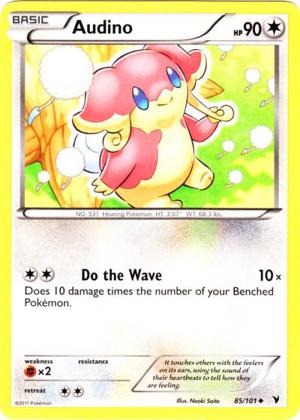 BASIC
Audino
HP 90
NO. 531 Hearing Pokémon HT: 3'07" WT: 68.3 lbs.
Do the Wave 10×
Does 10 damage times the number of your Benched
Pokémon.
weakness
resistance
×2
retreat
It touches others with the feelers
on its ears, using the sound of
their heartbeats to tell how they
are feeling.
Illus. Naoki Saito
85/101
©2011 Pokémon